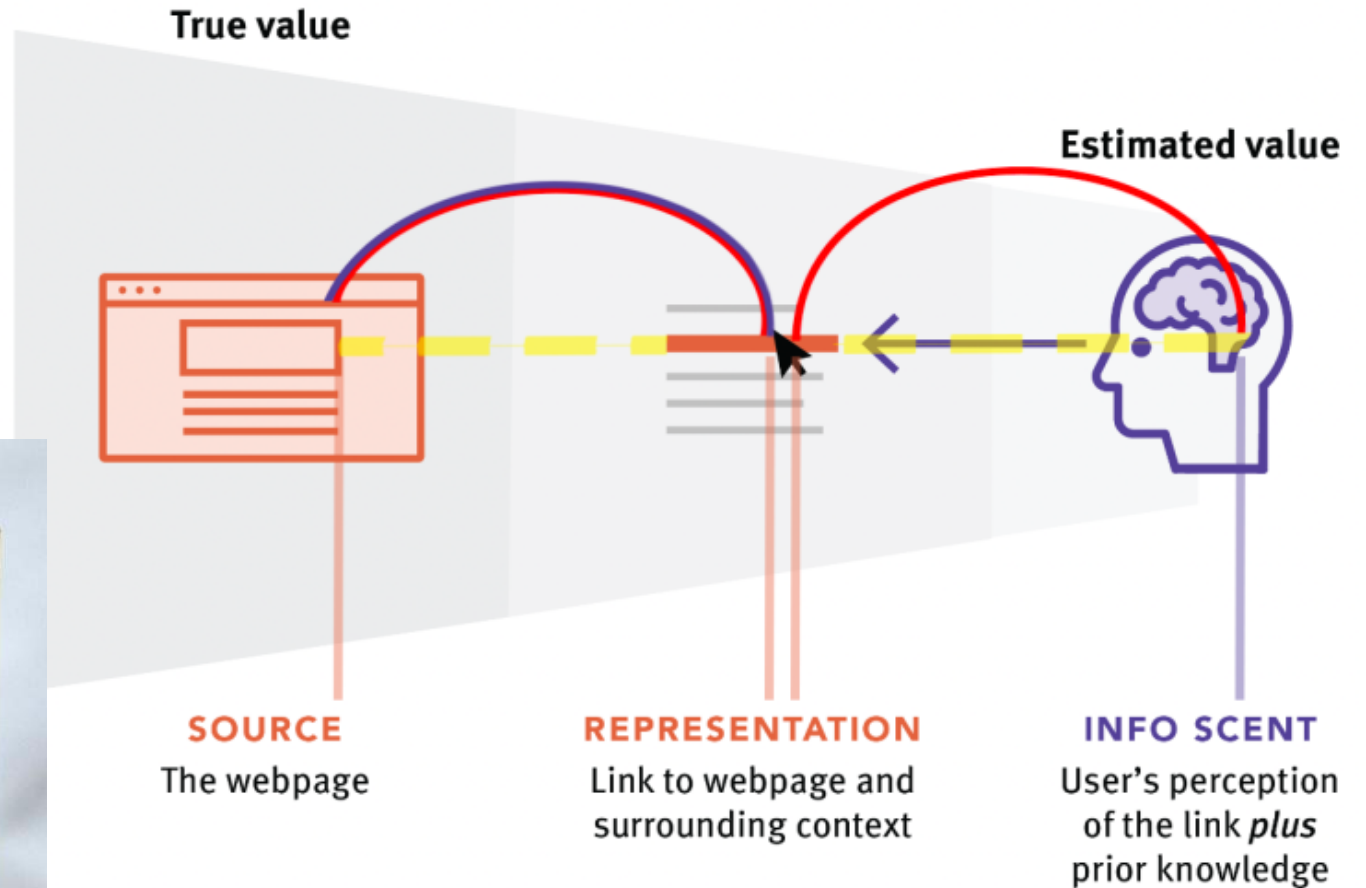 True value
Estimated value
SOURCE
The webpage
REPRESENTATION
Link to webpage and
surrounding context
INFO SCENT
User's perception
of the link plus
prior knowledge